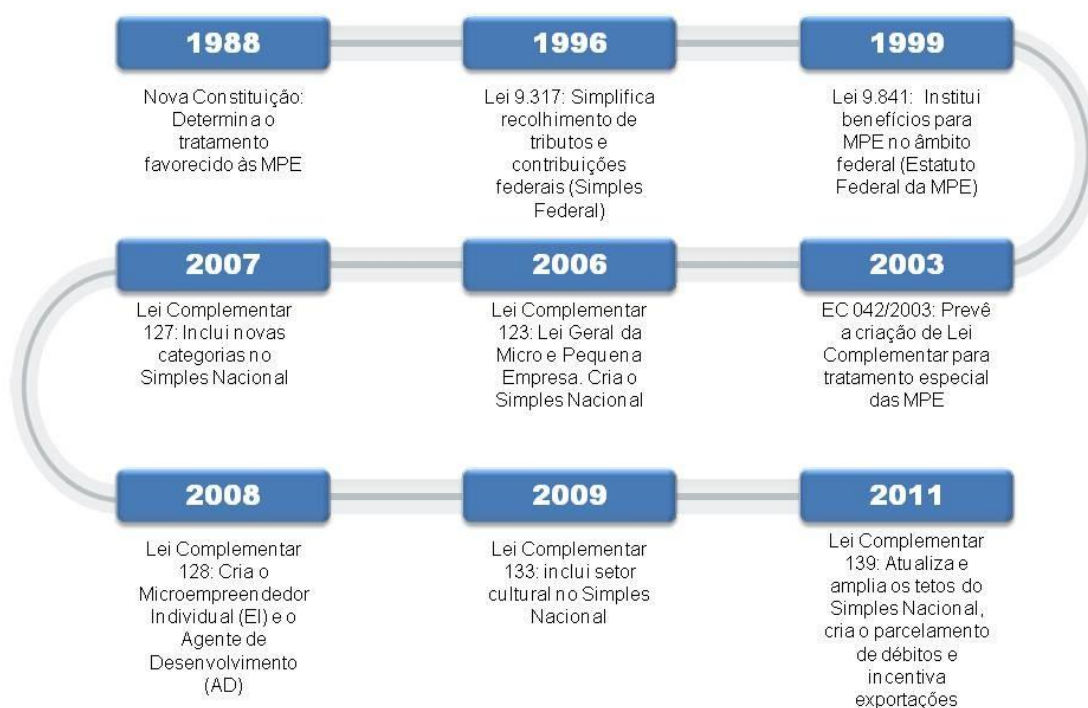 1988
Nova Constituição:
Determina o
tratamento
favorecido às MPE
1996
Lei 9.317: Simplifica
recolhimento de
tributos e
contribuições
federais (Simples
Federal)
1999
Lei 9.841: Institui
benefícios para
MPE no âmbito
federal (Estatuto
Federal da MPE)
2003
EC 042/2003: Prevê
a criação de Lei
Complementar para
tratamento especial
das MPE
2006
Lei Complementar
123: Lei Geral da
Micro e Pequena
Empresa. Cria o
Simples Nacional
2007
Lei Complementar
127: Inclui novas
categorias no
Simples Nacional
2008
Lei Complementar
128: Cria o
Microempreendedor
Individual (EI) e o
Agente de
Desenvolvimento
(AD)
2009
Lei Complementar
133: inclui setor
cultural no Simples
Nacional
2011
Lei Complementar
139: Atualiza e
amplia os tetos do
Simples Nacional,
cria o parcelamento
de débitos e
incentiva
exportações